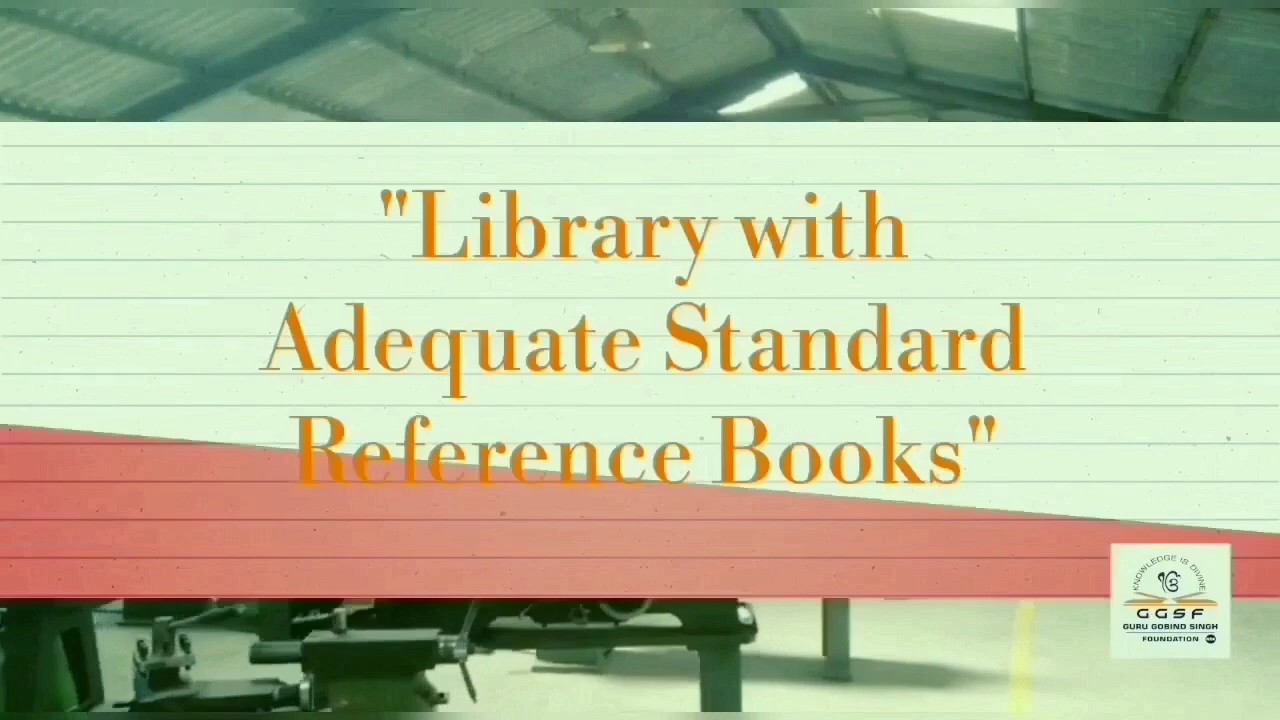 "Library with
Adequate Standard
Reference Books"
KNOWLEDGE IS DIVINE
ੴ
GGSF
GURU GOBIND SINGH
FOUNDATION